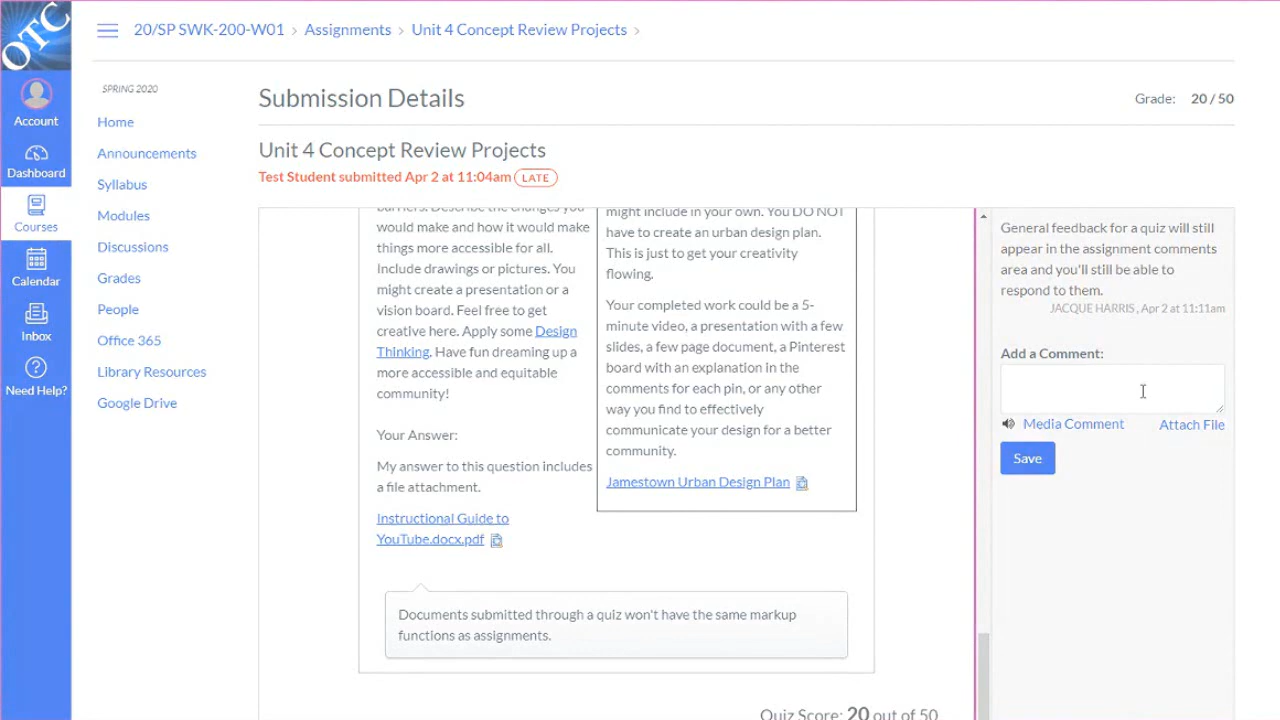 OTC
20/SP SWK-200-W01 > Assignments > Unit 4 Concept Review Projects >
Account
Dashboard
Courses
Calendar
Inbox
Need Help?
SPRING 2020
Home
Announcements
Syllabus
Modules
Discussions
Grades
People
Office 365
Library Resources
Google Drive
Submission Details
Grade: 20 / 50
Unit 4 Concept Review Projects
Test Student submitted Apr 2 at 11:04am LATE
barriers. Describe the changes you
would make and how it would make
things more accessible for all.
Include drawings or pictures. You
might create a presentation or a
vision board. Feel free to get
creative here. Apply some Design
Thinking. Have fun dreaming up a
more accessible and equitable
community!
Your Answer:
My answer to this question includes
a file attachment.
Instructional Guide to
YouTube.docx.pdf
might include in your own. You DO NOT
have to create an urban design plan.
This is just to get your creativity
flowing.
Your completed work could be a 5-
minute video, a presentation with a few
slides, a few page document, a Pinterest
board with an explanation in the
comments for each pin, or any other
way you find to effectively
communicate your design for a better
community.
Jamestown Urban Design Plan
Documents submitted through a quiz won't have the same markup
functions as assignments.
Quiz Score: 20 out of 50
General feedback for a quiz will still
appear in the assignment comments
area and you'll still be able to
respond to them.
JACQUE HARRIS, Apr 2 at 11:11am
Add a Comment:
Media Comment
Attach File
Save